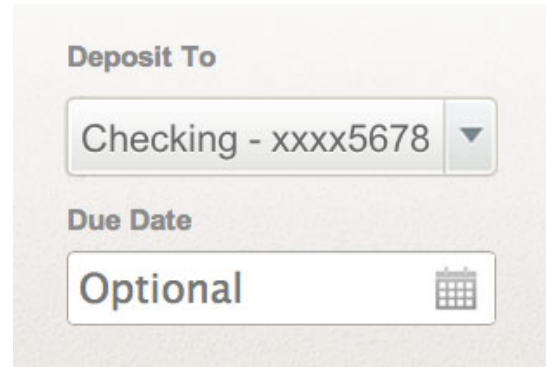 Deposit To
Checking - xxxx5678
Due Date
Optional